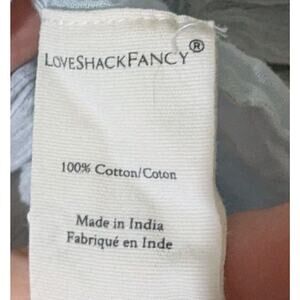 LOVESHACKFANCY®
100% Cotton/Coton
Made in India
Fabriqué en Inde